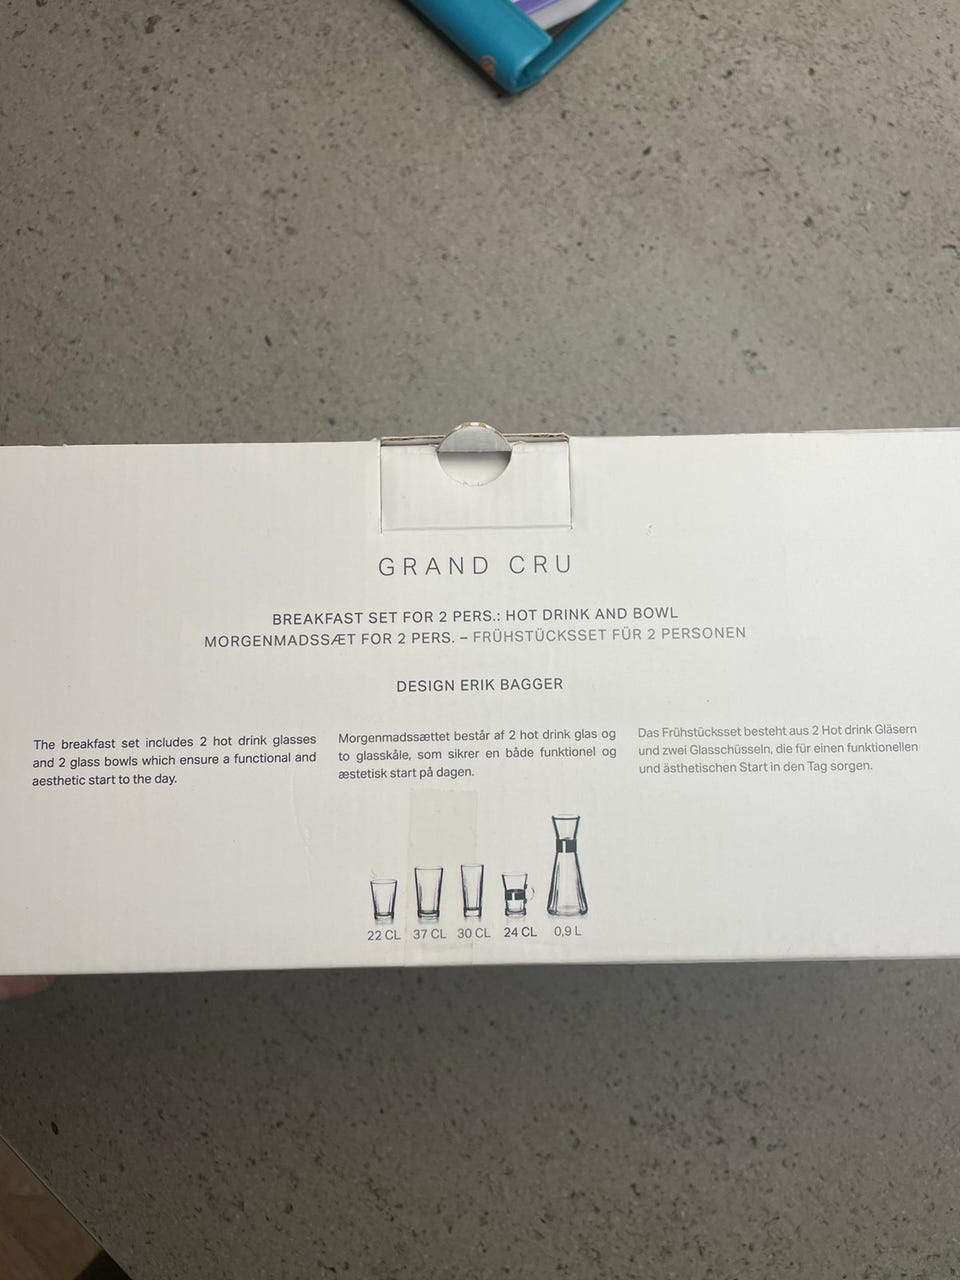 GRAND CRU
BREAKFAST SET FOR 2 PERS.: HOT DRINK AND BOWL
MORGENMADSSÆT FOR 2 PERS. – FRÜHSTÜCKSSET FÜR 2 PERSONEN
DESIGN ERIK BAGGER
The breakfast set includes 2 hot drink glasses
and 2 glass bowls which ensure a functional and
aesthetic start to the day.
Morgenmadssættet består af 2 hot drink glas og
to glasskåle, som sikrer en både funktionel og
æstetisk start på dagen.
Das Frühstücksset besteht aus 2 Hot drink Gläsern
und zwei Glasschüsseln, die für einen funktionellen
und ästhetischen Start in den Tag sorgen.
22 CL 37 CL 30 CL 24 CL 0,9 L